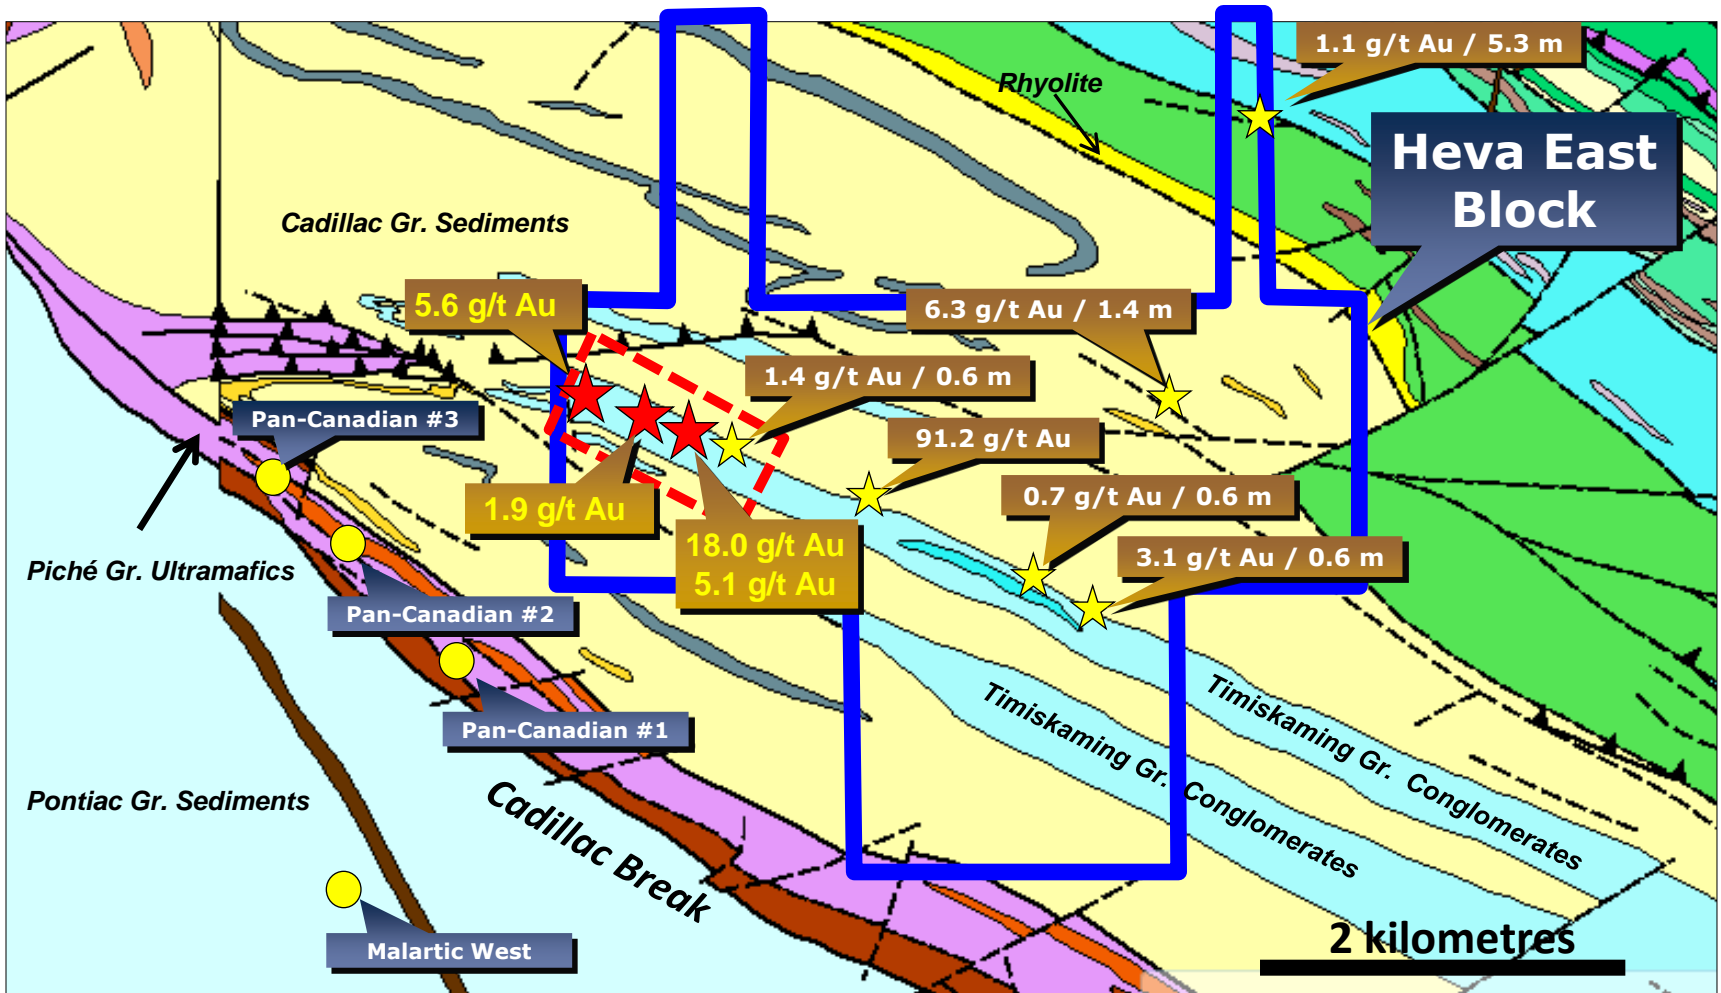 1.1 g/t Au / 5.3 m
Rhyolite
Heva East
Block
Cadillac Gr. Sediments
5.6 g/t Au
6.3 g/t Au / 1.4 m
1.4 g/t Au / 0.6 m
Pan-Canadian #3
91.2 g/t Au
1.9 g/t Au
0.7 g/t Au / 0.6 m
18.0 g/t Au
5.1 g/t Au
3.1 g/t Au / 0.6 m
Piché Gr. Ultramafics
Pan-Canadian #2
Pan-Canadian #1
Timiskaming Gr. Conglomerates
Timiskaming Gr. Conglomerates
Pontiac Gr. Sediments
Cadillac Break
Malartic West
2 kilometres